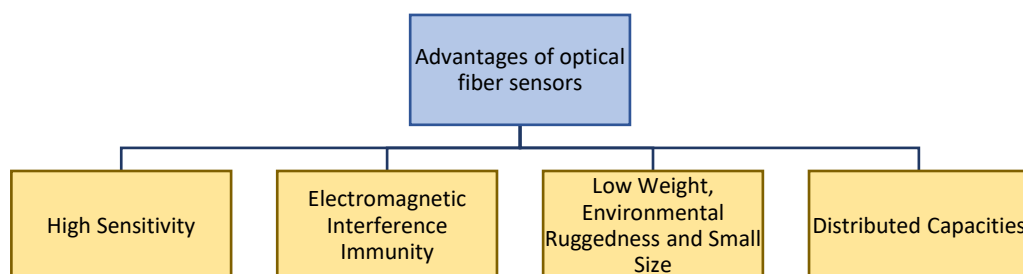 Advantages of optical
fiber sensors
High Sensitivity
Electromagnetic
Interference
Immunity
Low Weight,
Environmental
Ruggedness and Small
Size
Distributed Capacities